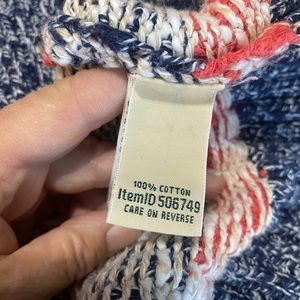 100% COTTON
ItemID 506749
CARE ON REVERSE